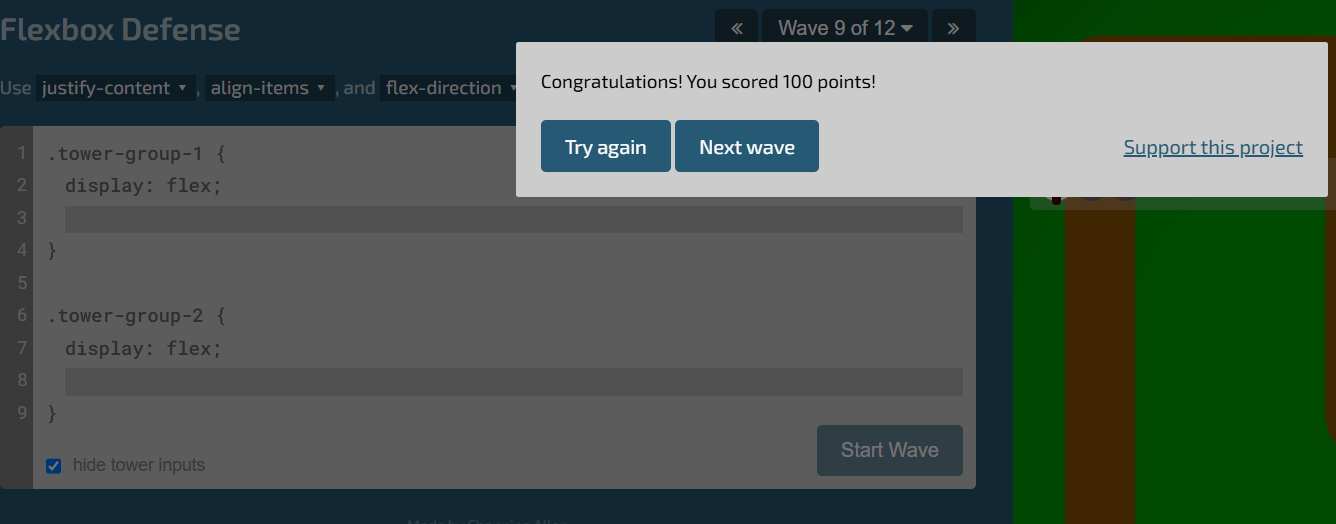 Flexbox Defense
« Wave 9 of 12 »
Use justify-content , align-items , and flex-direction
Congratulations! You scored 100 points!
Try again Next wave Support this project
1 .tower-group-1 {
2 display: flex;
3
4 }
5
6 .tower-group-2 {
7 display: flex;
8
9 }
hide tower inputs
Start Wave